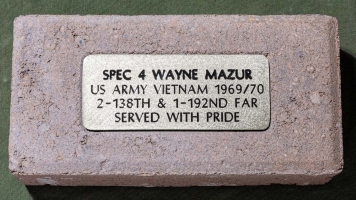 SPEC 4 WAYNE MAZUR
US ARMY VIETNAM 1969/70
2-138TH & 1-192ND FAR
SERVED WITH PRIDE